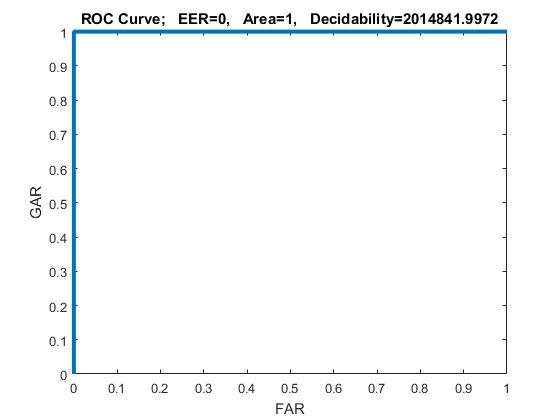 ROC Curve;   EER=0,   Area=1,   Decidability=2014841.9972
1
0.9
0.8
0.7
0.6
0.5
0.4
0.3
0.2
0.1
0
GAR
0 0.1 0.2 0.3 0.4 0.5 0.6 0.7 0.8 0.9 1
FAR